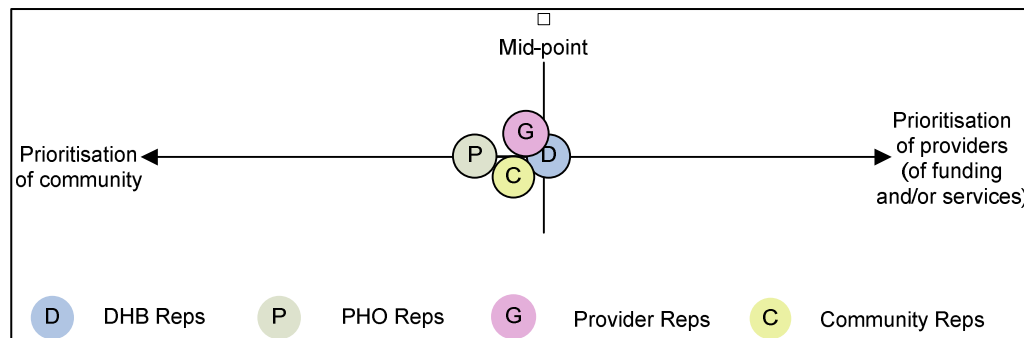 Mid-point
Prioritisation
of community
Prioritisation
of providers
(of funding
and/or services)
G
P
D
C
D DHB Reps
P PHO Reps
G Provider Reps
C Community Reps